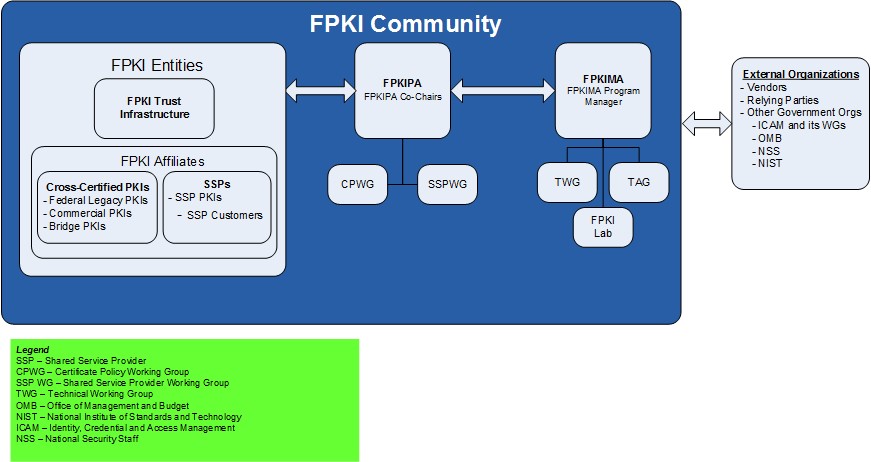 FPKI Community
FPKI Entities
FPKI Trust
Infrastructure
FPKI Affiliates
Cross-Certified PKIs
- Federal Legacy PKIs
- Commercial PKIs
- Bridge PKIs
SSPs
- SSP PKIs
- SSP Customers
FPKIPA
FPKIPA Co-Chairs
CPWG
SSPWG
FPKIMA
FPKIMA Program
Manager
TWG
TAG
FPKI
Lab
External Organizations
- Vendors
- Relying Parties
- Other Government Orgs
- ICAM and its WGs
- OMB
- NSS
- NIST
Legend
SSP – Shared Service Provider
CPWG – Certificate Policy Working Group
SSP WG – Shared Service Provider Working Group
TWG – Technical Working Group
OMB – Office of Management and Budget
NIST – National Institute of Standards and Technology
ICAM – Identity, Credential and Access Management
NSS – National Security Staff